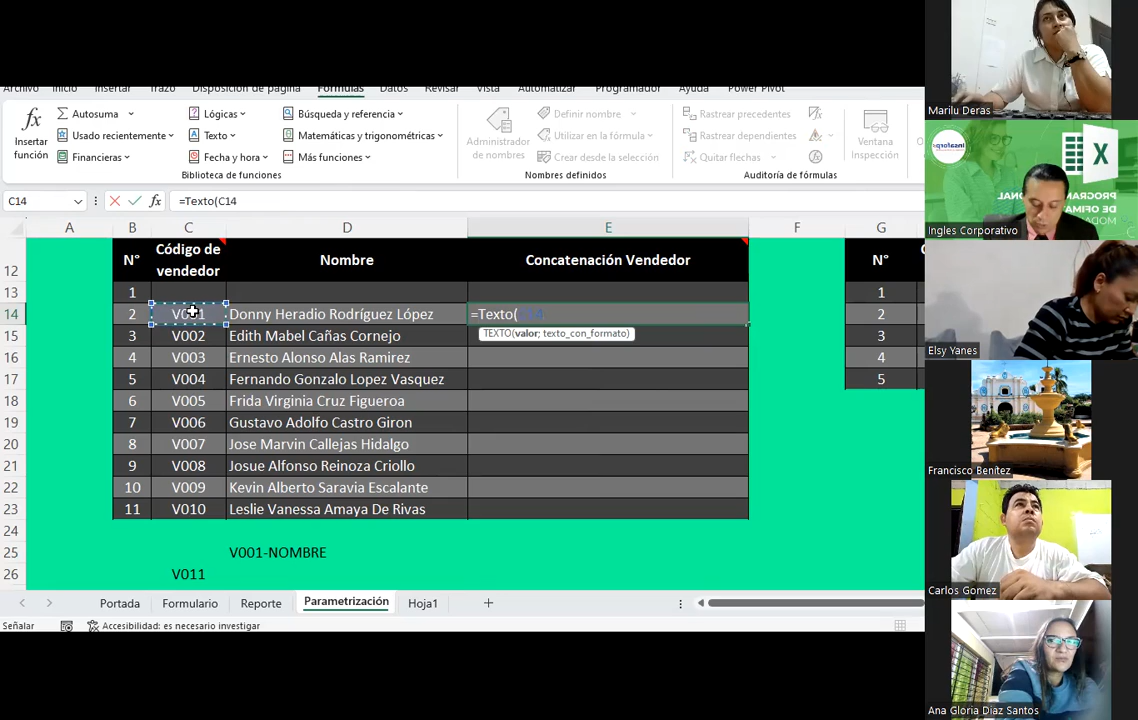 Archivo Inicio Insertar Trazo Disposición de página Fórmulas Datos Revisar Vista Automatizar Programador Ayuda Power Pivot
Insertar función
Autosuma
Usado recientemente
Financieras
Lógicas
Texto
Fecha y hora
Búsqueda y referencia
Matemáticas y trigonométricas
Más funciones
Biblioteca de funciones
Administrador de nombres
Definir nombre
Utilizar en la fórmula
Crear desde la selección
Nombres definidos
Rastrear precedentes
Rastrear dependientes
Quitar flechas
Auditoría de fórmulas
Ventana Inspección
C14 fx =Texto(C14
A B C D E F G
12 N° Código de vendedor Nombre Concatenación Vendedor N°
13 1 1
14 2 V001 Donny Heradio Rodríguez López =Texto(C14 2
TEXTO(valor; texto_con_formato)
15 3 V002 Edith Mabel Cañas Cornejo 3
16 4 V003 Ernesto Alonso Alas Ramirez 4
17 5 V004 Fernando Gonzalo Lopez Vasquez 5
18 6 V005 Frida Virginia Cruz Figueroa
19 7 V006 Gustavo Adolfo Castro Giron
20 8 V007 Jose Marvin Callejas Hidalgo
21 9 V008 Josue Alfonso Reinoza Criollo
22 10 V009 Kevin Alberto Saravia Escalante
23 11 V010 Leslie Vanessa Amaya De Rivas
24
25 V001-NOMBRE
26 V011
Portada Formulario Reporte Parametrización Hoja1
Señalar Accesibilidad: es necesario investigar
Marilu Deras
Ingles Corporativo
Elsy Yanes
Francisco Benítez
Carlos Gomez
Ana Gloria Diaz Santos